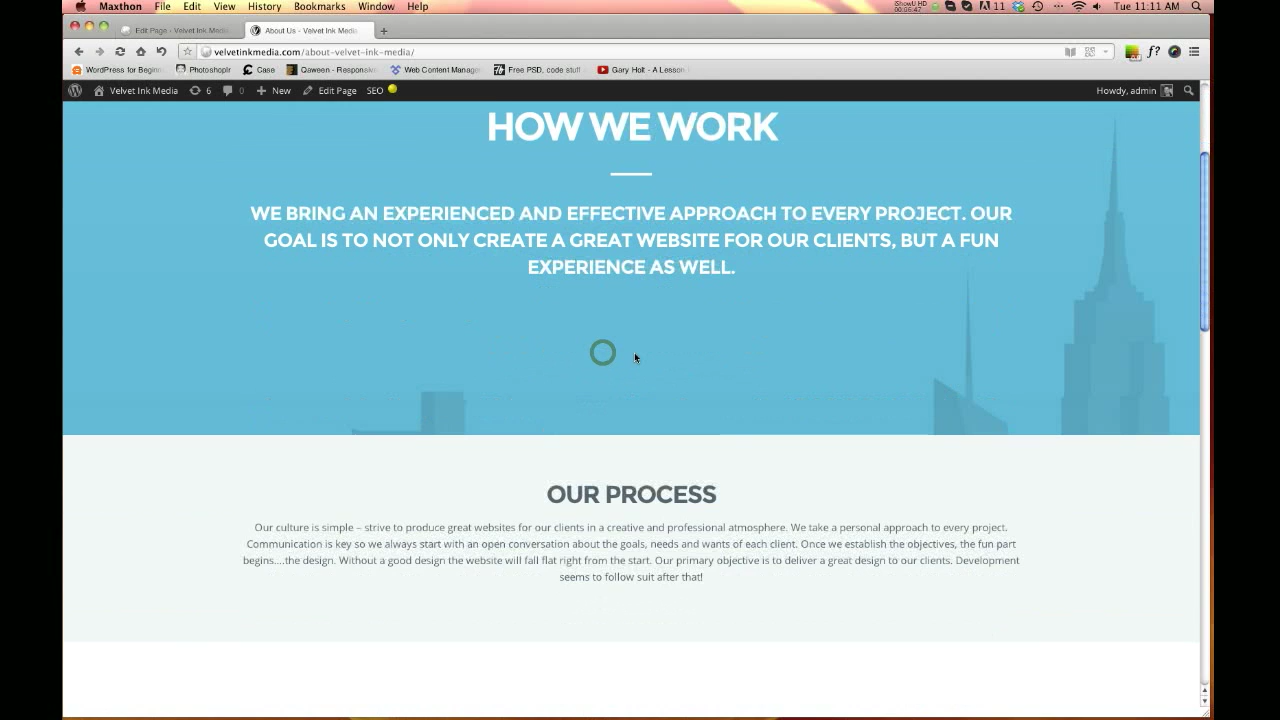 Maxthon File Edit View History Bookmarks Window Help
iShowU HD
00:06:47
11
Tue 11:11 AM
Edit Page - Velvet Ink Media
About Us - Velvet Ink Media
velvetinkmedia.com/about-velvet-ink-media/
WordPress for Beginn
Photoshoplr
Case
Qaween - Responsiv
Web Content Manage
Free PSD, code stuff
Gary Holt - A Lesson
Velvet Ink Media 6 0 New Edit Page SEO
Howdy, admin
HOW WE WORK
WE BRING AN EXPERIENCED AND EFFECTIVE APPROACH TO EVERY PROJECT. OUR
GOAL IS TO NOT ONLY CREATE A GREAT WEBSITE FOR OUR CLIENTS, BUT A FUN
EXPERIENCE AS WELL.
OUR PROCESS
Our culture is simple – strive to produce great websites for our clients in a creative and professional atmosphere. We take a personal approach to every project.
Communication is key so we always start with an open conversation about the goals, needs and wants of each client. Once we establish the objectives, the fun part
begins....the design. Without a good design the website will fall flat right from the start. Our primary objective is to deliver a great design to our clients. Development
seems to follow suit after that!